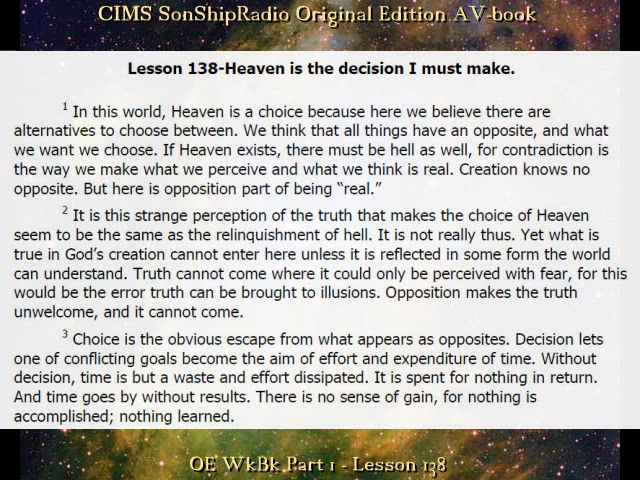 CIMS SonShipRadio Original Edition AV-book
Lesson 138-Heaven is the decision I must make.
1 In this world, Heaven is a choice because here we believe there are
alternatives to choose between. We think that all things have an opposite, and what
we want we choose. If Heaven exists, there must be hell as well, for contradiction is
the way we make what we perceive and what we think is real. Creation knows no
opposite. But here is opposition part of being “real.”
2 It is this strange perception of the truth that makes the choice of Heaven
seem to be the same as the relinquishment of hell. It is not really thus. Yet what is
true in God’s creation cannot enter here unless it is reflected in some form the world
can understand. Truth cannot come where it could only be perceived with fear, for this
would be the error truth can be brought to illusions. Opposition makes the truth
unwelcome, and it cannot come.
3 Choice is the obvious escape from what appears as opposites. Decision lets
one of conflicting goals become the aim of effort and expenditure of time. Without
decision, time is but a waste and effort dissipated. It is spent for nothing in return.
And time goes by without results. There is no sense of gain, for nothing is
accomplished; nothing learned.
OE WkBk Part 1 - Lesson 138